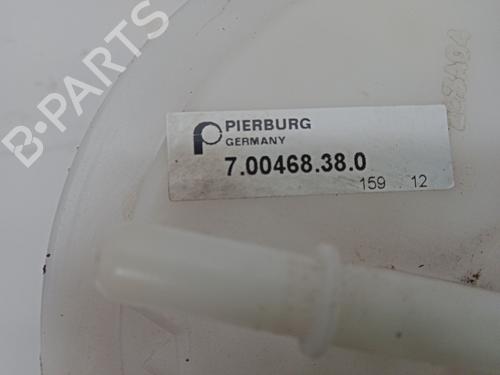 B-PARTS
PIERBURG
GERMANY
7.00468.38.0
159 12